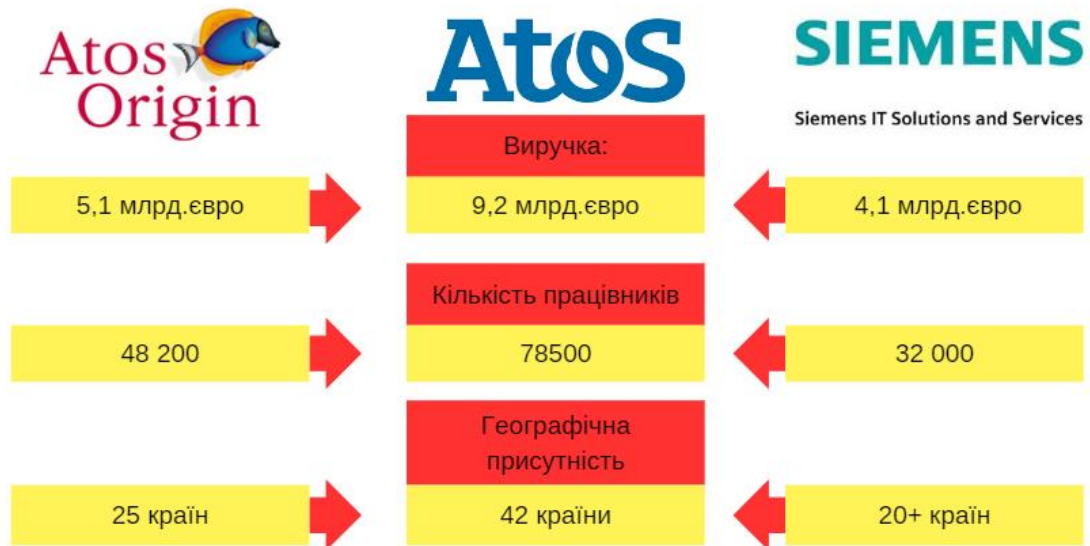 Atos
Origin
Atos
SIEMENS
Siemens IT Solutions and Services
Виручка:
5,1 млрд.євро
9,2 млрд.євро
4,1 млрд.євро
Кількість працівників
48 200
78500
32 000
Географічна
присутність
25 країн
42 країни
20+ країн